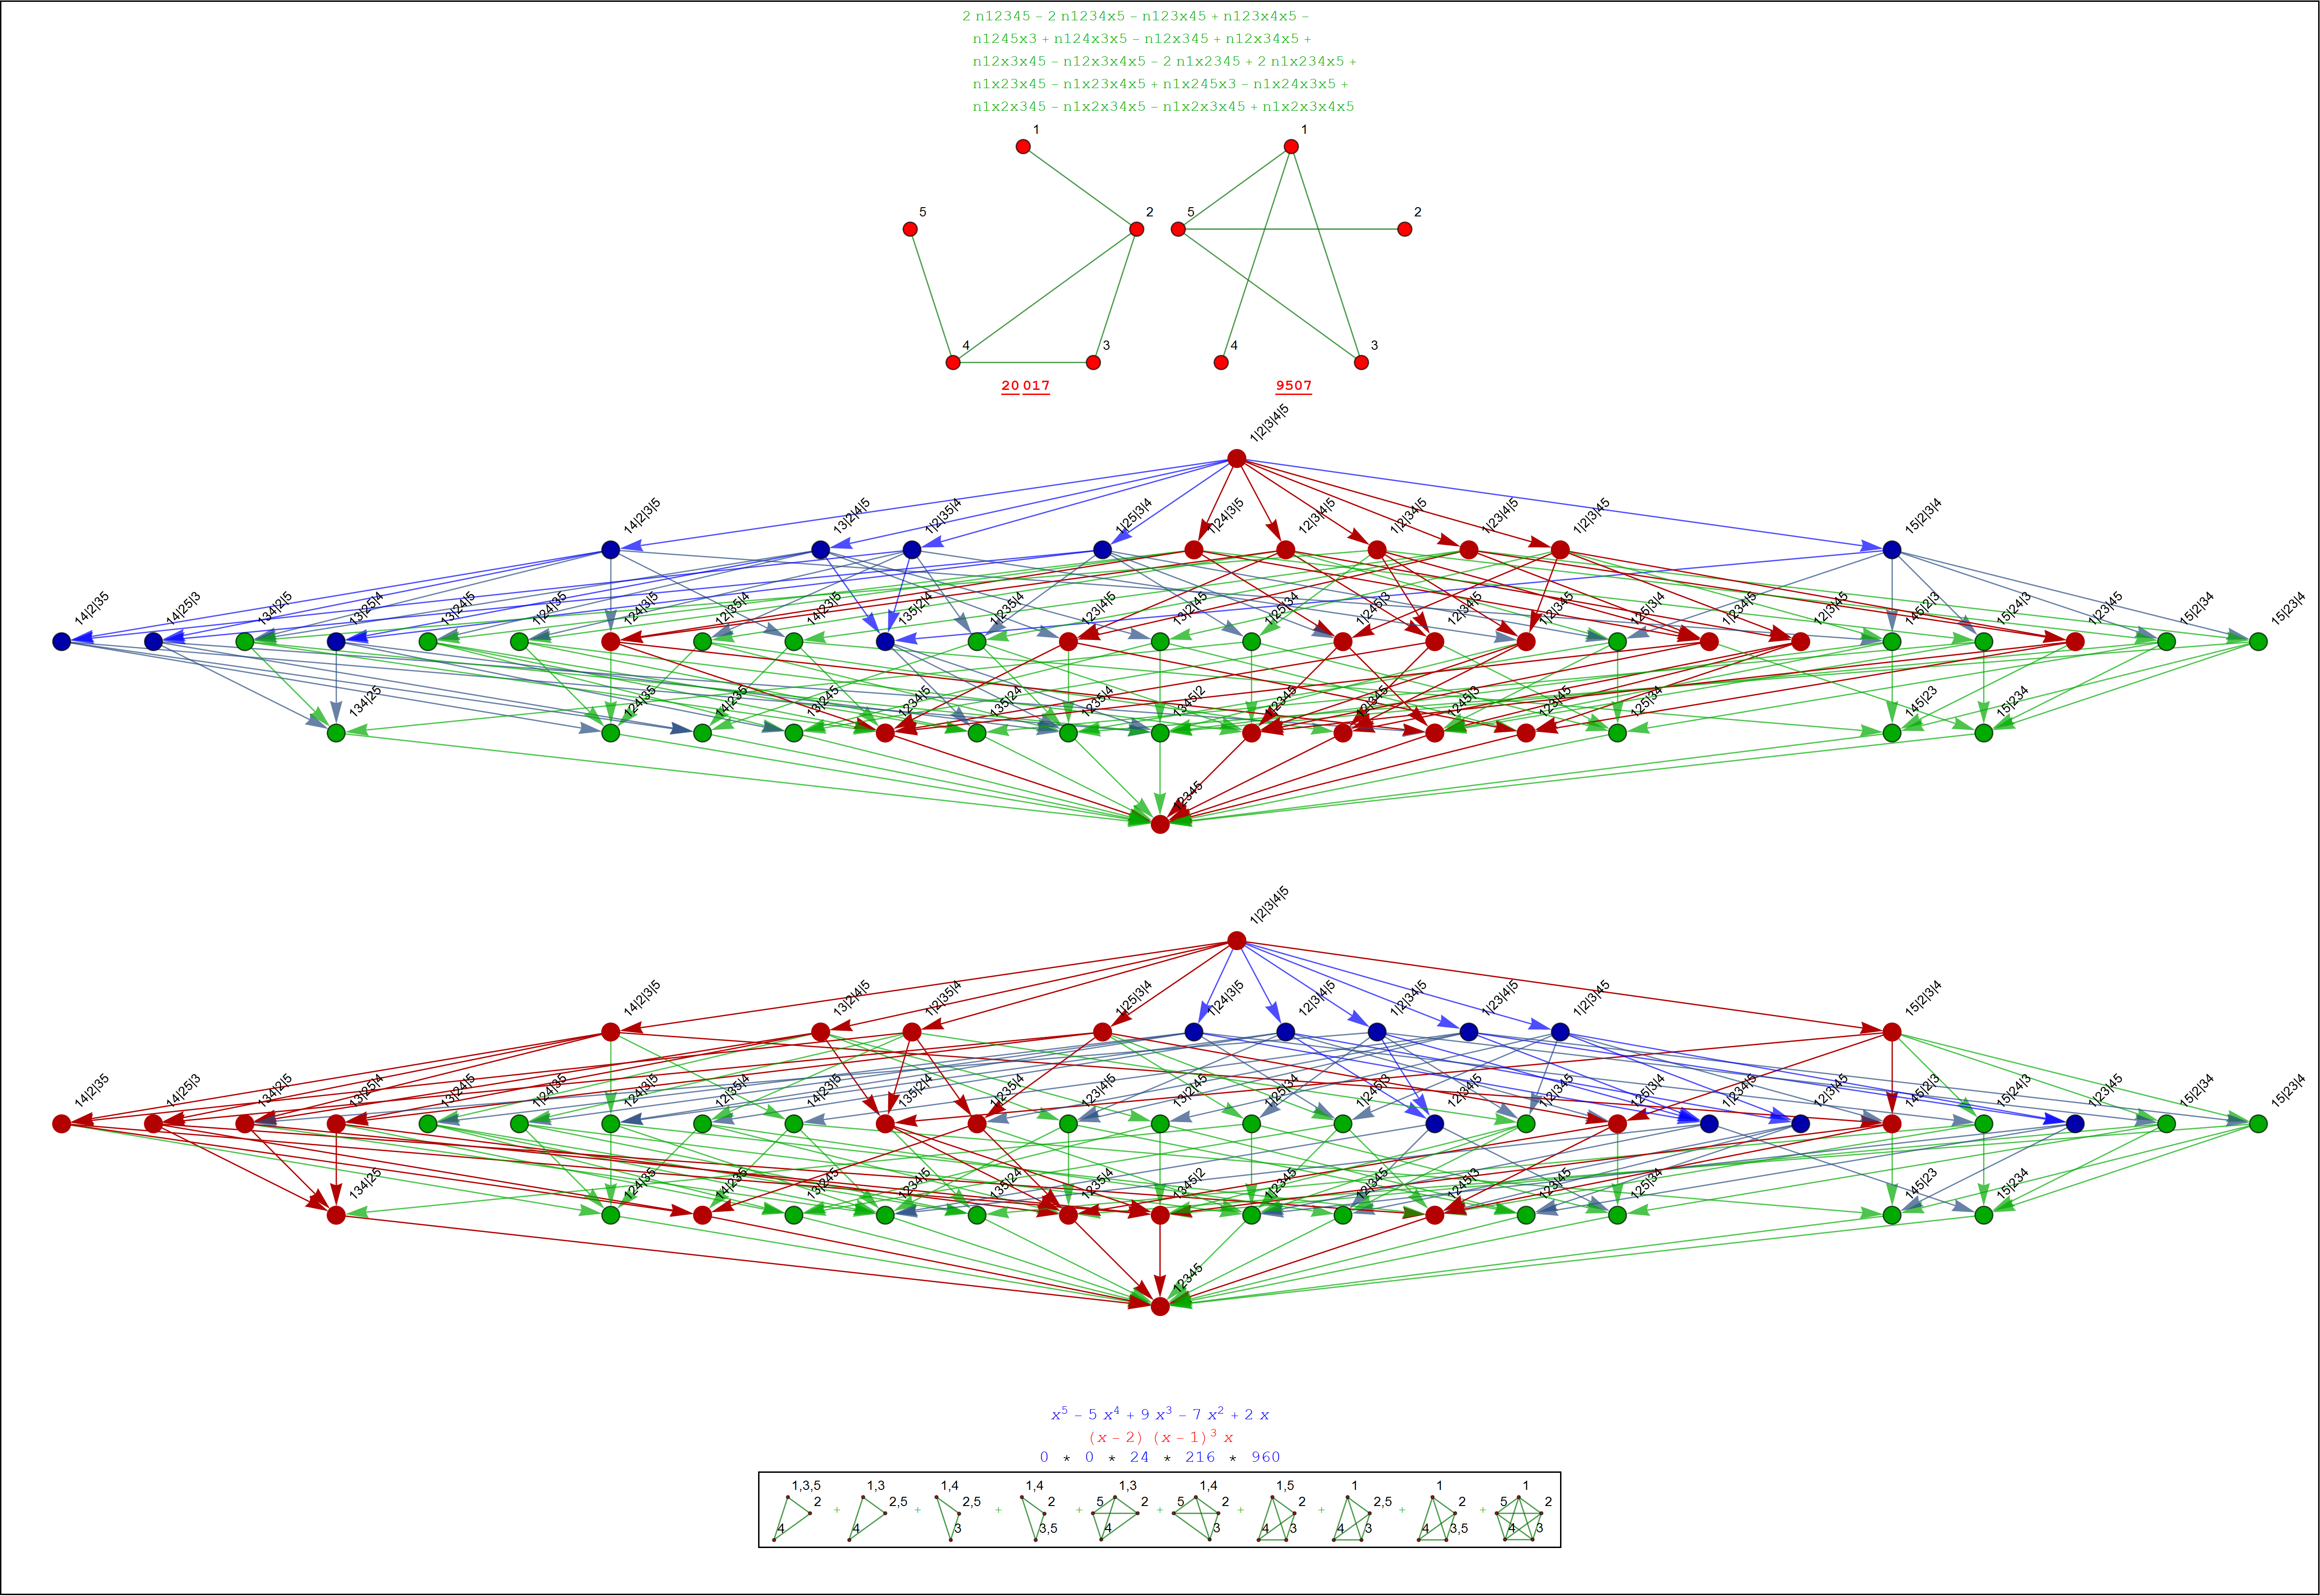 2 n12345 – 2 n1234x5 – n123x45 + n123x4x5 –
n1245x3 + n124x3x5 – n12x345 + n12x34x5 +
n12x3x45 – n12x3x4x5 – 2 n1x2345 + 2 n1x234x5 +
n1x23x45 – n1x23x4x5 + n1x245x3 – n1x24x3x5 +
n1x2x345 – n1x2x34x5 – n1x2x3x45 + n1x2x3x4x5
1 1
5 2 5 2
4 3 4 3
20 017 9507
1|2|3|4|5
14|2|3|5 13|2|4|5 1|2|35|4 1|25|3|4 1|24|3|5 12|3|4|5 1|2|34|5 1|23|4|5 1|2|3|45 15|2|3|4
14|2|35 14|25|3 134|2|5 13|25|4 13|24|5 1|24|35 124|3|5 12|35|4 14|23|5 135|2|4 1|235|4 123|4|5 13|2|45 1|25|34 1|245|3 12|34|5 1|2|345 125|3|4 1|234|5 12|3|45 145|2|3 15|24|3 1|23|45 15|2|34 15|23|4
134|25 124|35 14|235 13|245 1234|5 135|24 1235|4 1345|2 1|2345 12|345 1245|3 123|45 125|34 145|23 15|234
12345
1|2|3|4|5
14|2|3|5 13|2|4|5 1|2|35|4 1|25|3|4 1|24|3|5 12|3|4|5 1|2|34|5 1|23|4|5 1|2|3|45 15|2|3|4
14|2|35 14|25|3 134|2|5 13|25|4 13|24|5 1|24|35 124|3|5 12|35|4 14|23|5 135|2|4 1|235|4 123|4|5 13|2|45 1|25|34 1|245|3 12|34|5 1|2|345 125|3|4 1|234|5 12|3|45 145|2|3 15|24|3 1|23|45 15|2|34 15|23|4
134|25 124|35 14|235 13|245 1234|5 135|24 1235|4 1345|2 1|2345 12|345 1245|3 123|45 125|34 145|23 15|234
12345
x⁵ – 5 x⁴ + 9 x³ – 7 x² + 2 x
(x – 2) (x – 1)³ x
0 * 0 * 24 * 216 * 960
1,3,5 1,3 1,4 1,4 1,3 1,4 1,5 1 1 1
2 + 2,5 + 2,5 + 2 + 5 2 + 5 2 + 2 + 2,5 + 2 + 5 2
4 4 3 3,5 4 3 4 3 4 3 4 3,5 4 3